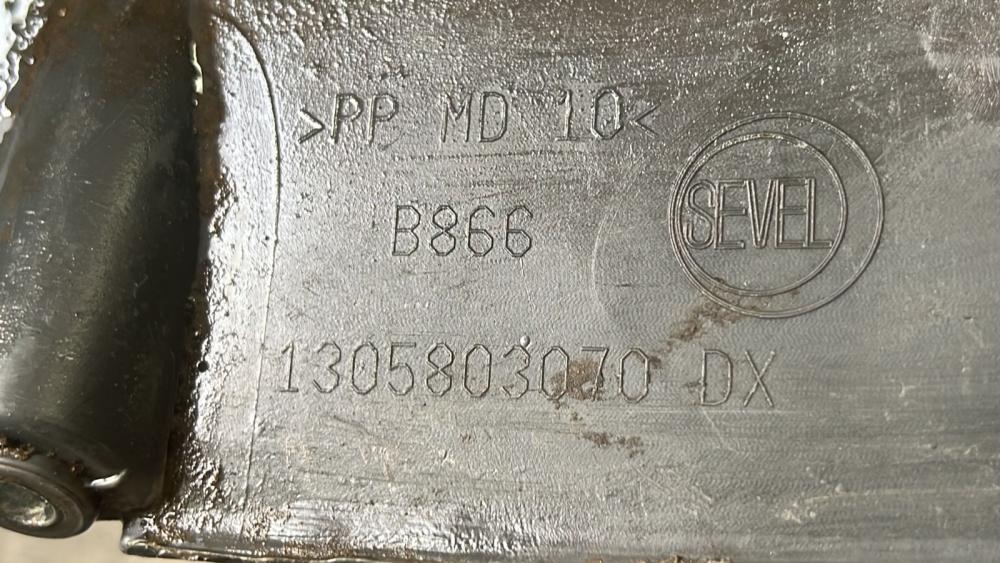 >PP MD 10<
SEVEL
B866
1305803070 DX